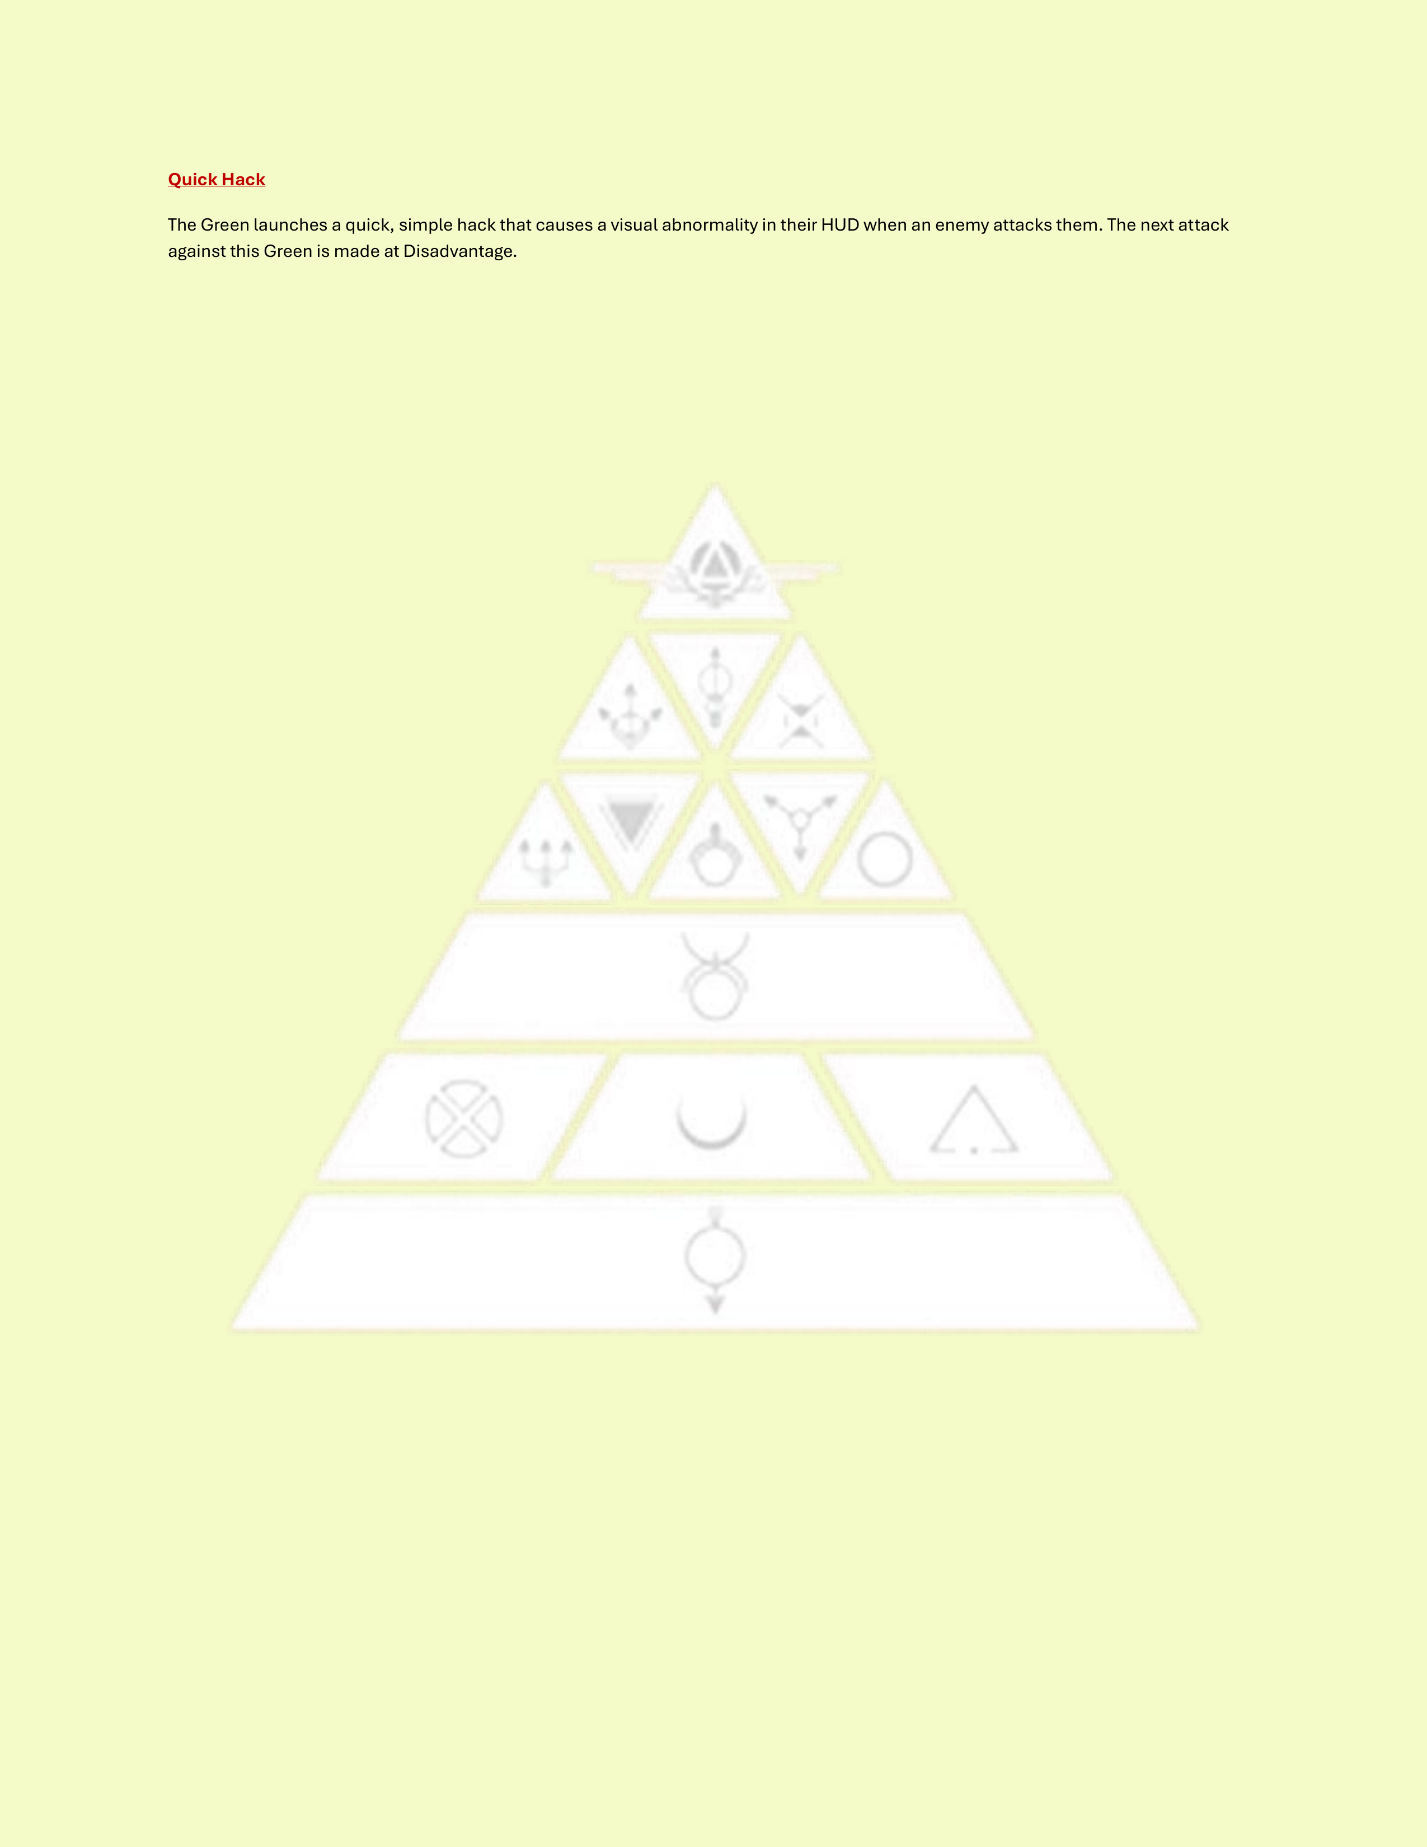 Quick Hack
The Green launches a quick, simple hack that causes a visual abnormality in their HUD when an enemy attacks them. The next attack
against this Green is made at Disadvantage.